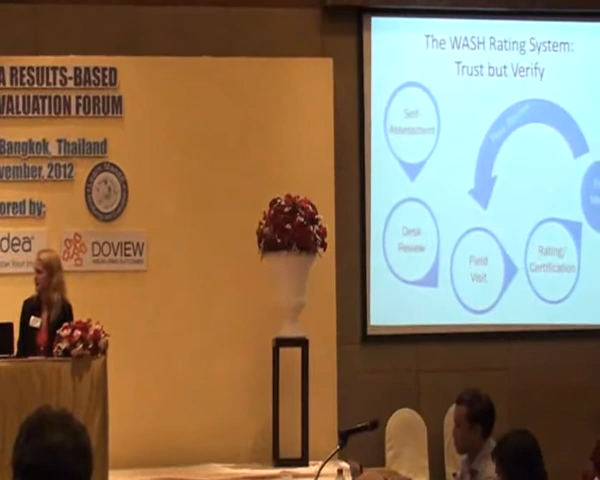 A RESULTS-BASED
VALUATION FORUM
Bangkok, Thailand
vember, 2012
ored by:
dea
DOVIEW
The WASH Rating System:
Trust but Verify
Self-
Assessment
Desk
Review
Field
Visit
Rating/
Certification